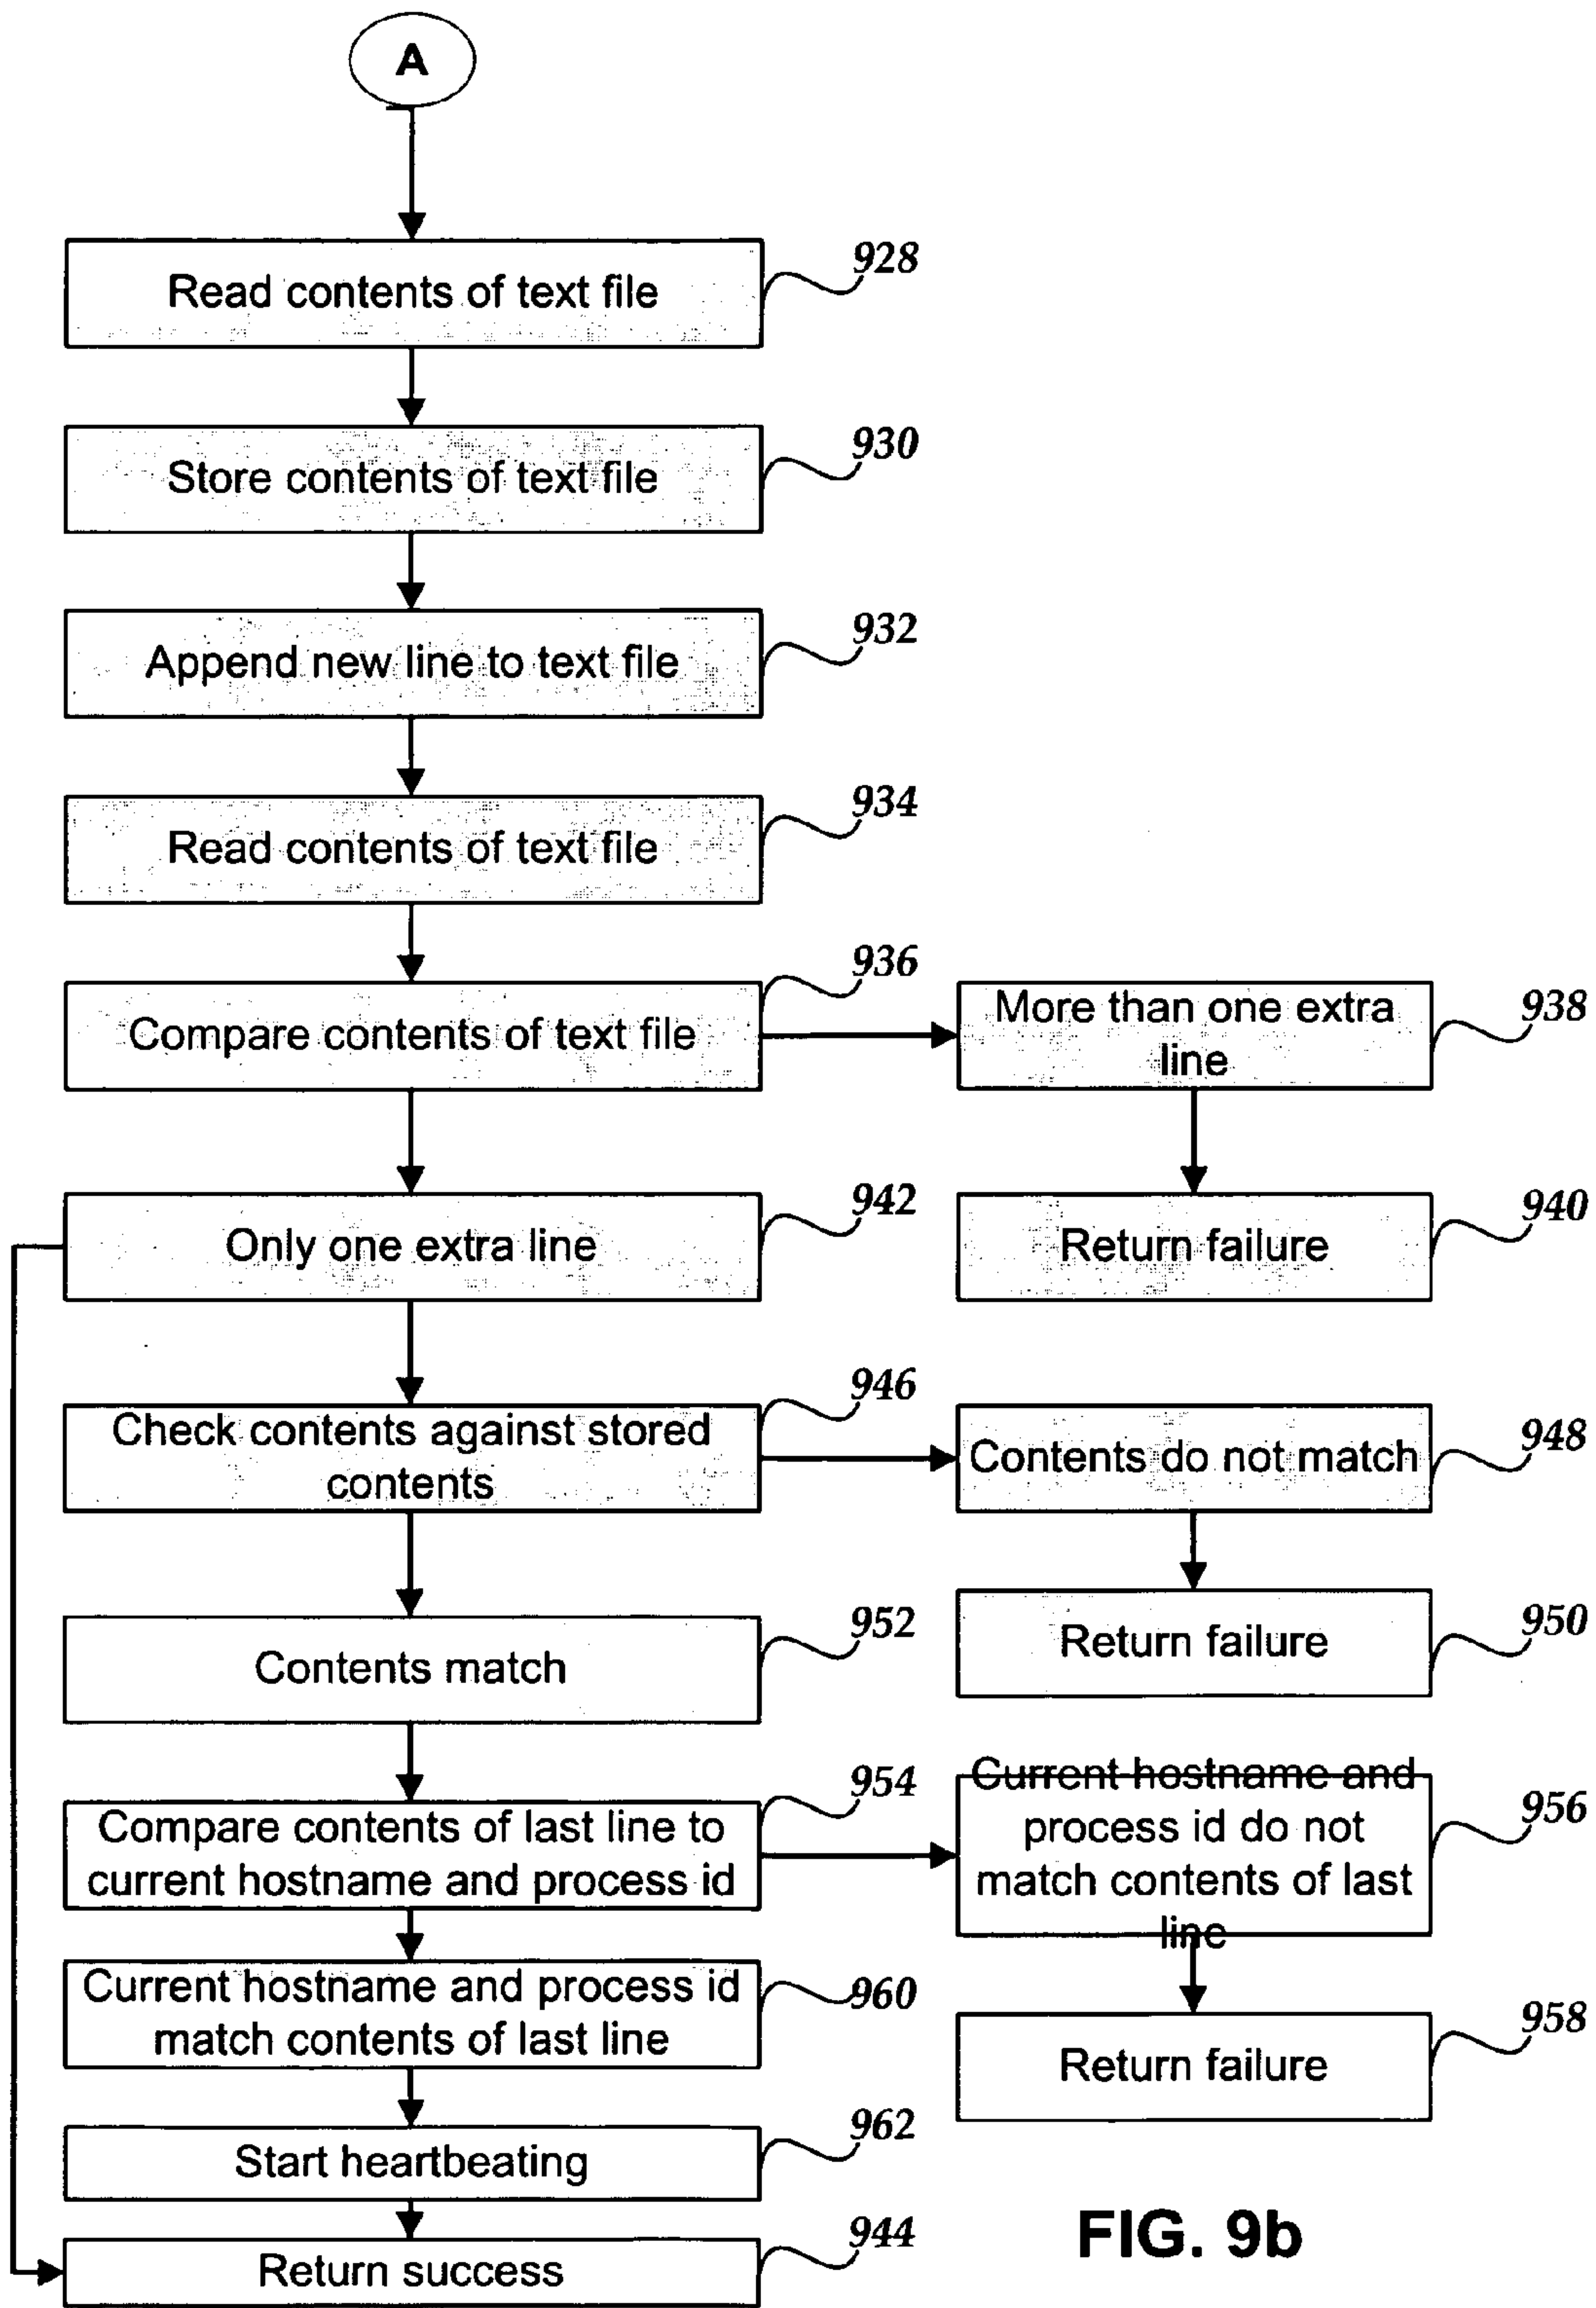 A
928
Read contents of text file
930
Store contents of text file
932
Append new line to text file
934
Read contents of text file
936
Compare contents of text file
More than one extra
line
938
942
Only one extra line
Return failure
940
946
Check contents against stored
contents
Contents do not match
948
952
Contents match
Return failure
950
954
Compare contents of last line to
current hostname and process id
Current hostname and
process id do not
match contents of last
line
956
Current hostname and process id
match contents of last line
960
Return failure
958
962
Start heartbeating
944
Return success
FIG. 9b